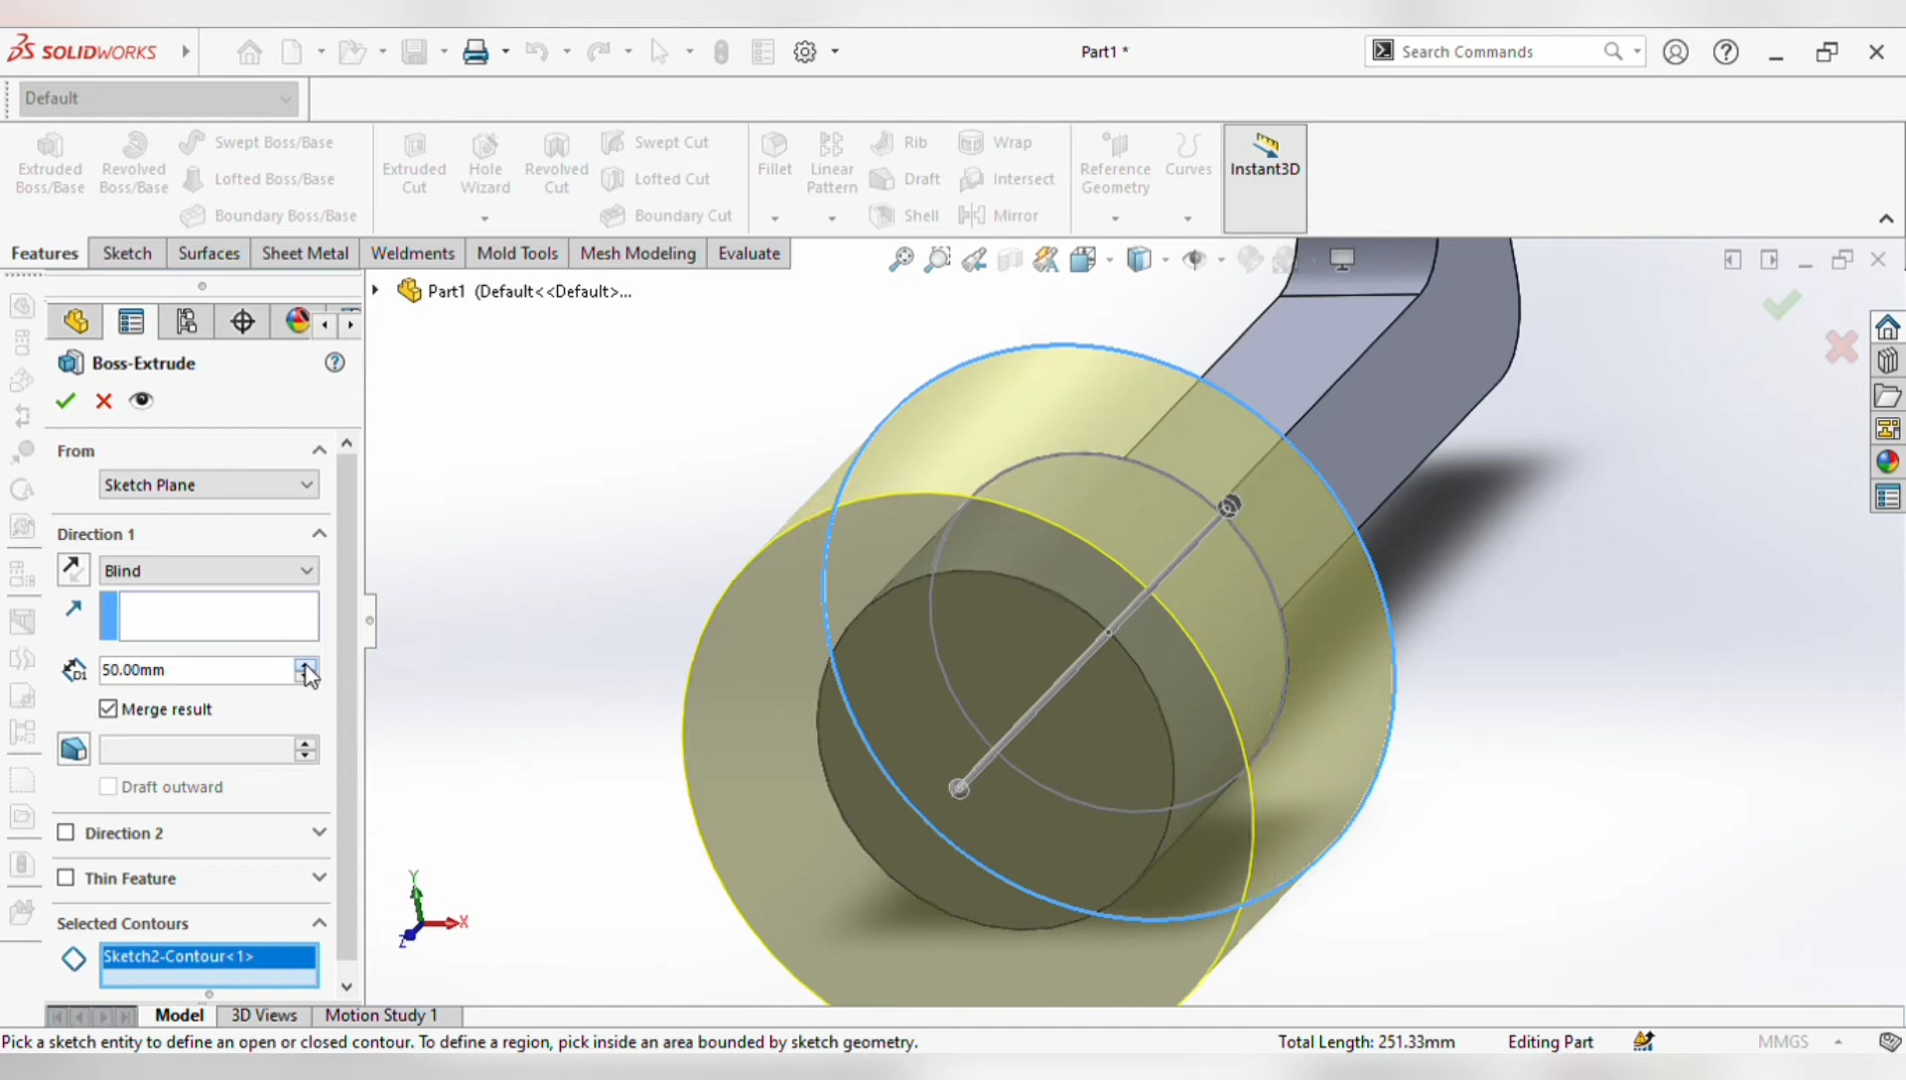 SOLIDWORKS
Part1 *
Search Commands
Default
Extruded Boss/Base
Revolved Boss/Base
Swept Boss/Base
Lofted Boss/Base
Boundary Boss/Base
Extruded Cut
Hole Wizard
Revolved Cut
Swept Cut
Lofted Cut
Boundary Cut
Fillet
Linear Pattern
Rib
Draft
Shell
Wrap
Intersect
Mirror
Reference Geometry
Curves
Instant3D
Features Sketch Surfaces Sheet Metal Weldments Mold Tools Mesh Modeling Evaluate
Part1 (Default<<Default>...
Boss-Extrude
From
Sketch Plane
Direction 1
Blind
D1
50.00mm
Merge result
Draft outward
Direction 2
Thin Feature
Selected Contours
Sketch2-Contour<1>
Y
X
Z
Model 3D Views Motion Study 1
Pick a sketch entity to define an open or closed contour. To define a region, pick inside an area bounded by sketch geometry.
Total Length: 251.33mm
Editing Part
MMGS